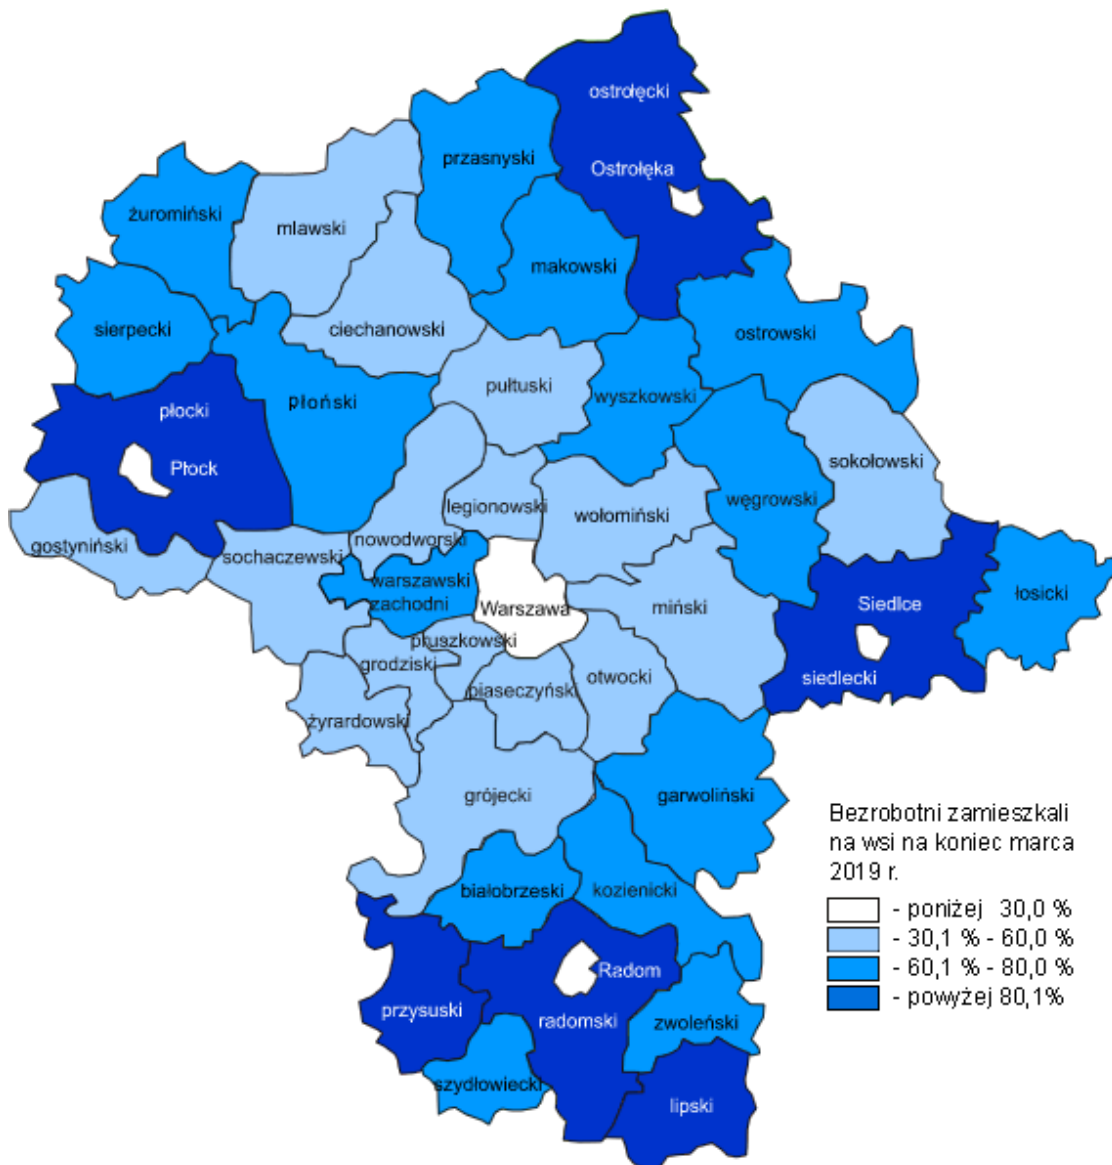 ostrołęcki
przasnyski
Ostrołęka
żuromiński
mlawski
makowski
sierpecki
ciechanowski
ostrowski
pułtuski
wyszkowski
płocki
płoński
sokołowski
Płock
legionowski
węgrowski
wołomiński
gostyniński
sochaczewski
nowodworski
warszawski
zachodni
Warszawa
miński
Siedlce
łosicki
pruszkowski
grodziski
piaseczyński
otwocki
siedlecki
żyrardowski
grójecki
garwoliński
Bezrobotni zamieszkali
na wsi na koniec marca
2019 r.
- poniżej 30,0 %
- 30,1 % - 60,0 %
- 60,1 % - 80,0 %
- powyżej 80,1%
białobrzeski
kozienicki
Radom
przysuski
radomski
zwoleński
szydłowiecki
lipski